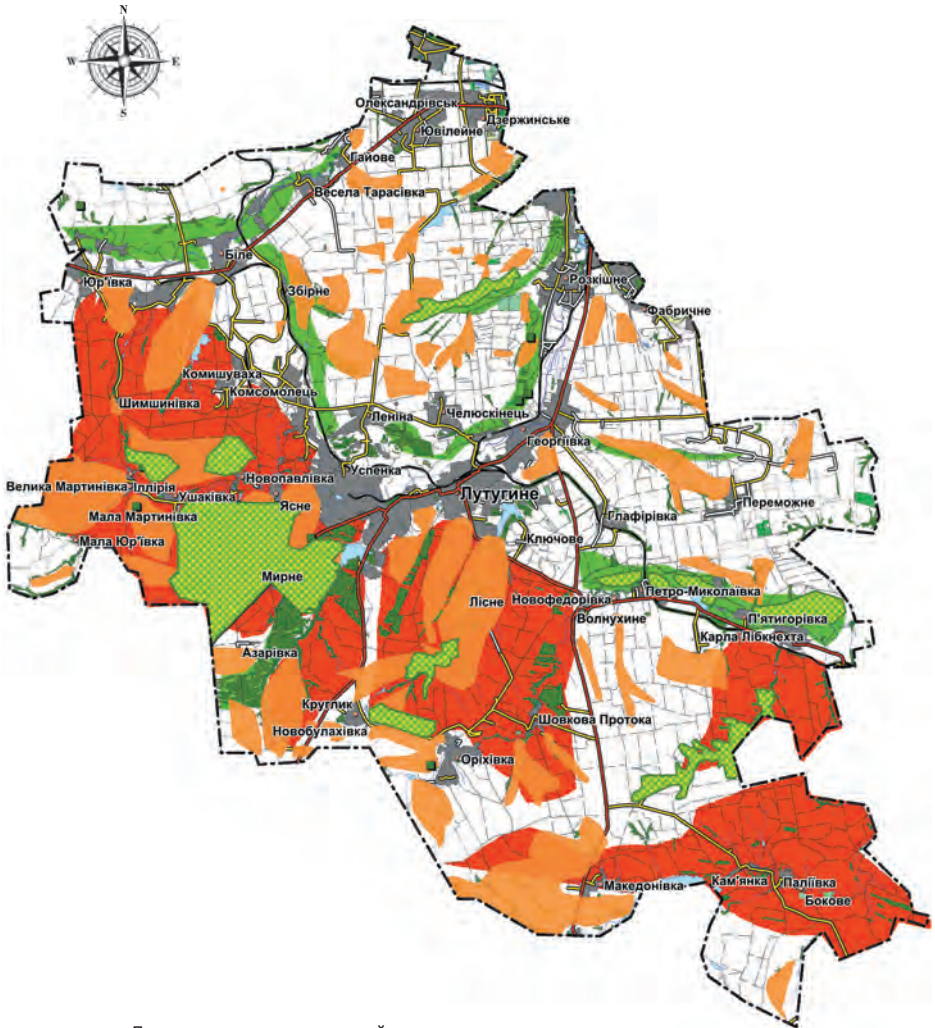 N
W E
S
Олександрівськ
Дзержинське
Ювілейне
Гайове
Весела Тарасівка
Біле
Юр'ївка
Розкішне
Збірне
Фабричне
Комишуваха
Комсомолець
Шимшинівка
Леніна
Челюскінець
Георгіївка
Успенка
Новопавлівка
Велика Мартинівка
Іллірія
Ушаківка
Лутугине
Ясне
Переможне
Мала Мартинівка
Глафірівка
Мала Юр'ївка
Ключове
Мирне
Петро-Миколаївка
Лісне
Новофедорівка
Волнухине
П'ятигорівка
Карла Лібкнехта
Азарівка
Круглик
Шовкова Протока
Новобулахівка
Оріхівка
Македонівка
Кам'янка
Паліївка
Бокове